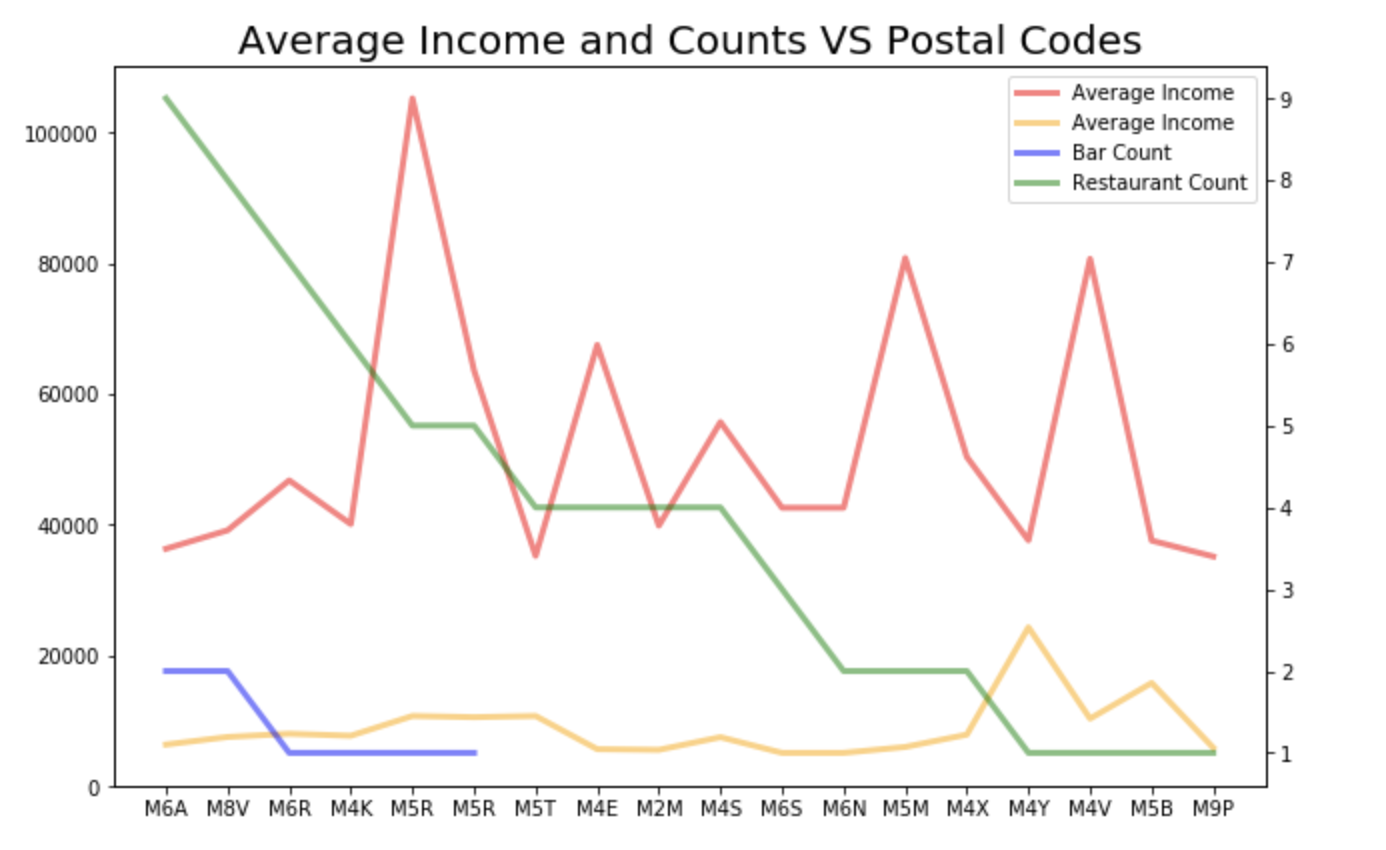 Average Income and Counts VS Postal Codes
Average Income
Average Income
Bar Count
Restaurant Count
100000
80000
60000
40000
20000
0
9
8
7
6
5
4
3
2
1
M6A M8V M6R M4K M5R M5R M5T M4E M2M M4S M6S M6N M5M M4X M4Y M4V M5B M9P